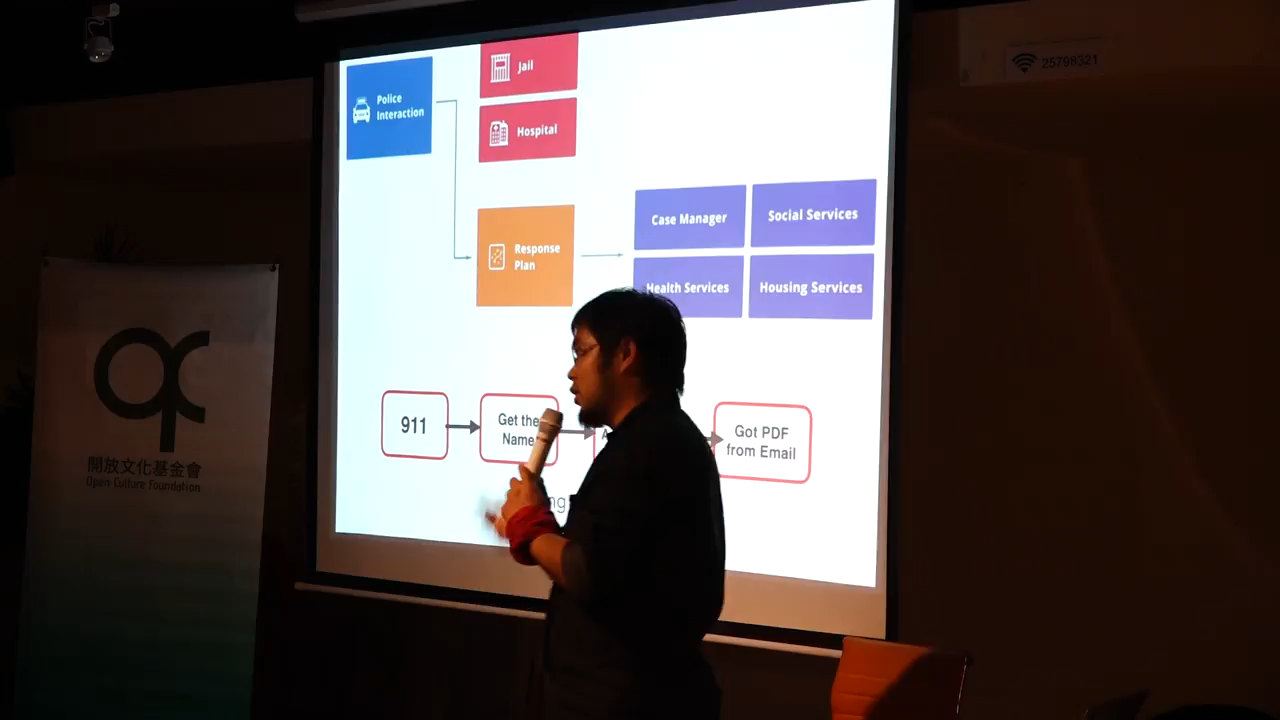 25798321
Police
Interaction
Jail
Hospital
Response
Plan
Case Manager
Social Services
Health Services
Housing Services
911
Get the
Name
Got PDF
from Email
開放文化基金會
Open Culture Foundation